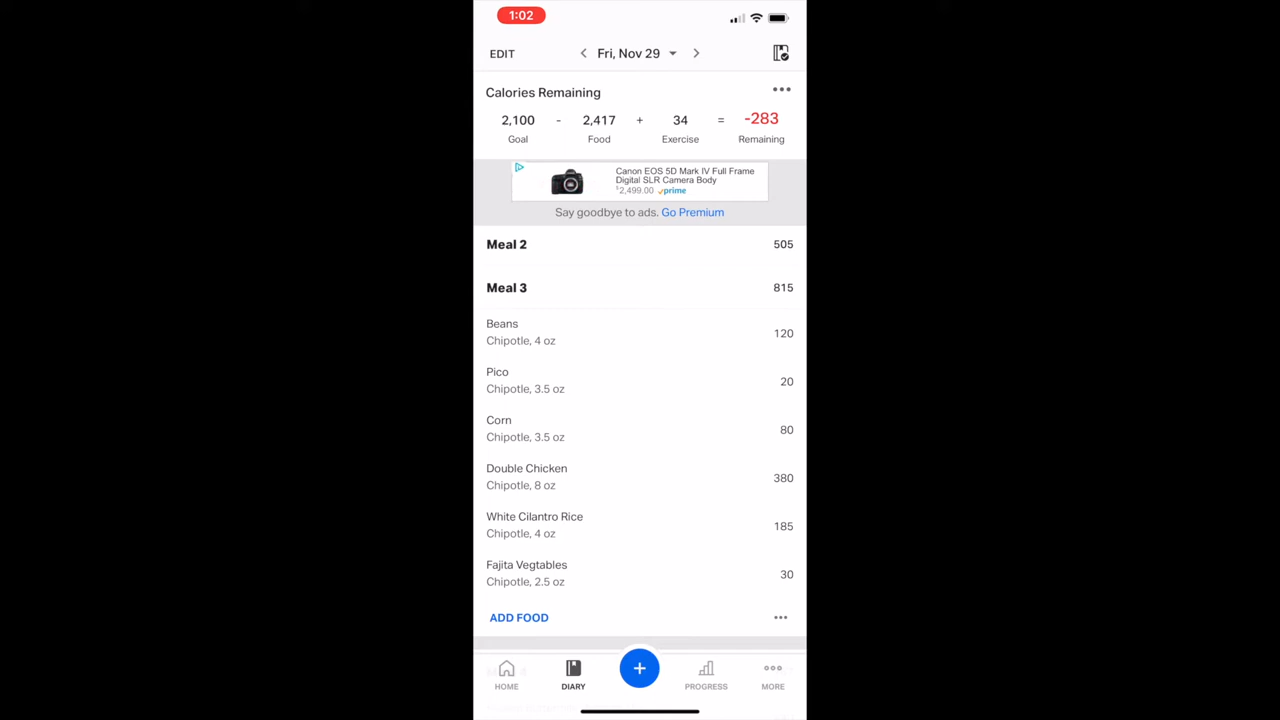 1:02
EDIT
Fri, Nov 29
Calories Remaining
2,100 - 2,417 + 34 = -283
Goal Food Exercise Remaining
Canon EOS 5D Mark IV Full Frame
Digital SLR Camera Body
$2,499.00 prime
Say goodbye to ads. Go Premium
Meal 2 505
Meal 3 815
Beans
Chipotle, 4 oz
120
Pico
Chipotle, 3.5 oz
20
Corn
Chipotle, 3.5 oz
80
Double Chicken
Chipotle, 8 oz
380
White Cilantro Rice
Chipotle, 4 oz
185
Fajita Vegtables
Chipotle, 2.5 oz
30
ADD FOOD
HOME DIARY PROGRESS MORE